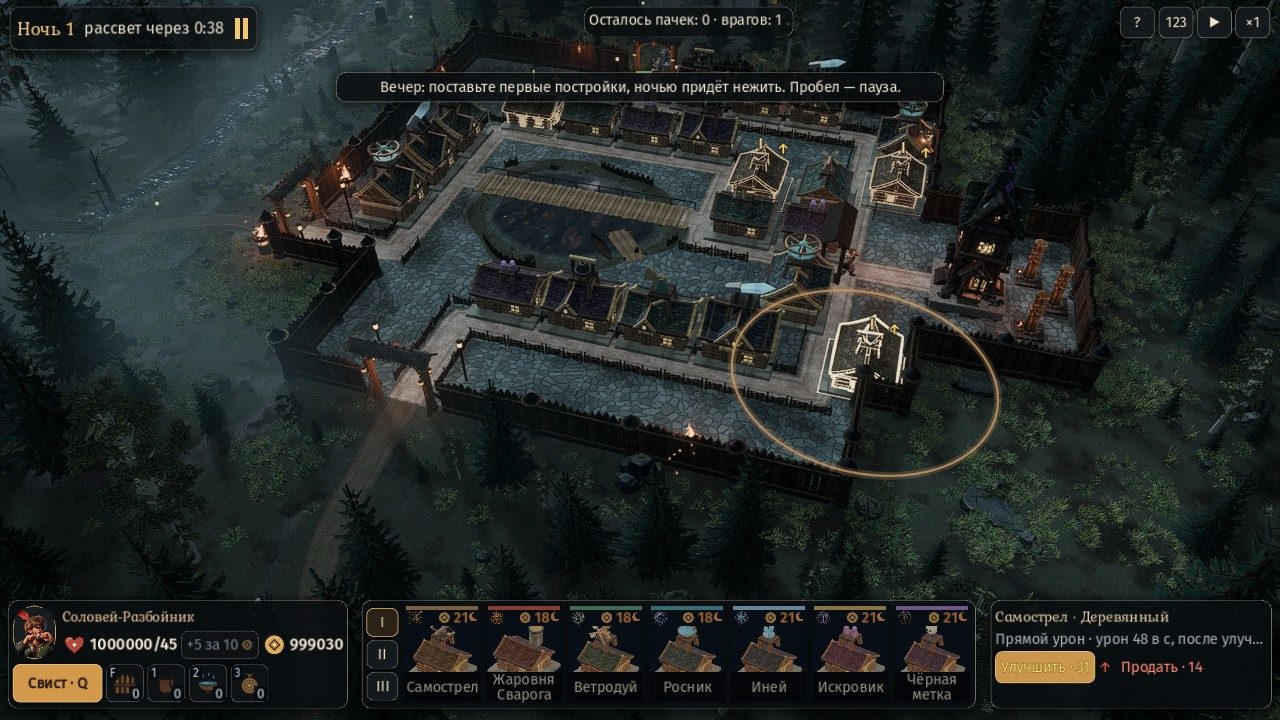 Ночь 1 рассвет через 0:38
Осталось пачек: 0 · врагов: 1
? 123 ×1
Вечер: поставьте первые постройки, ночью придёт нежить. Пробел — пауза.
Соловей-Разбойник
1000000/45 +5 за 10 999030
Свист · Q
F 0
1 0
2 0
3 0
I
II
III
21 Самострел
18 Жаровня Сварога
18 Ветродуй
18 Росник
21 Иней
21 Искровик
21 Чёрная метка
Самострел · Деревянный
Прямой урон · урон 48 в с, после улуч...
Улучшить · 31 ↑ Продать · 14